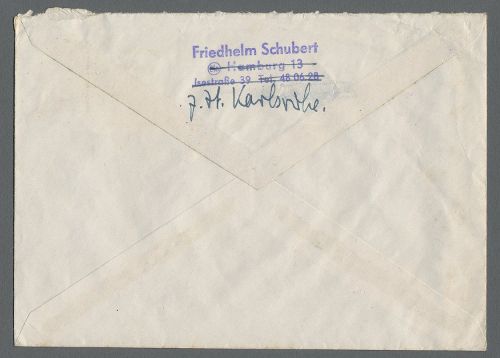 Friedhelm Schubert
Hamburg 13
Isestraße 39 Tel. 48 06 28
z. Zt. Karlsruhe.